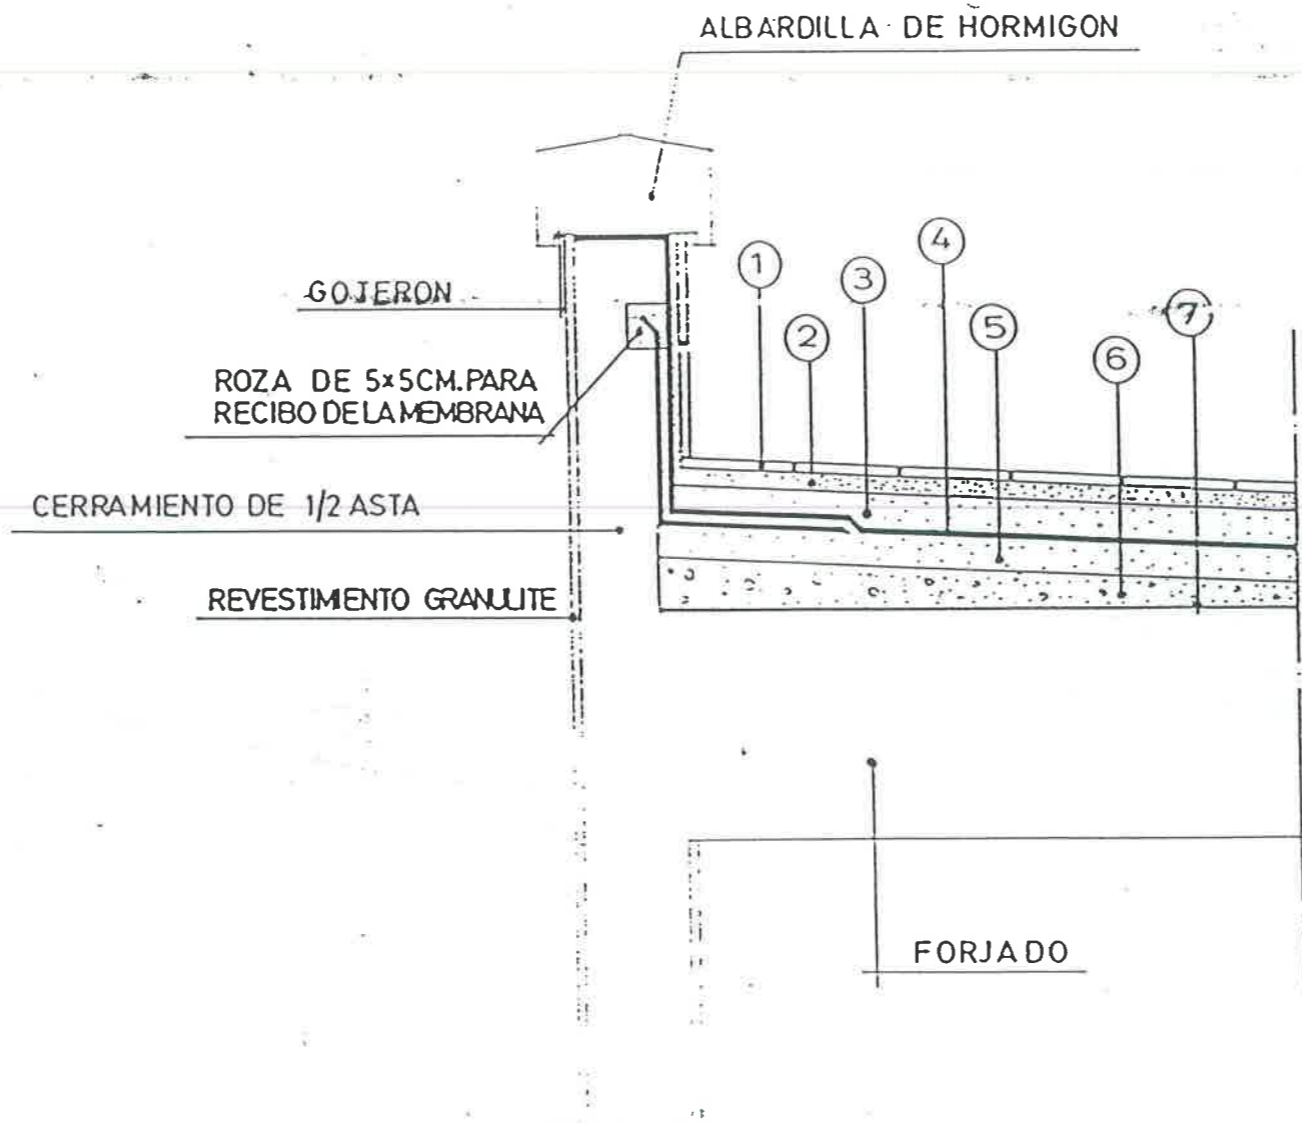 ALBARDILLA DE HORMIGON
4
1
3
7
GOJERON
5
2
6
ROZA DE 5x5CM.PARA
RECIBO DE LA MEMBRANA
CERRAMIENTO DE 1/2 ASTA
REVESTIMIENTO GRANULITE
FORJADO